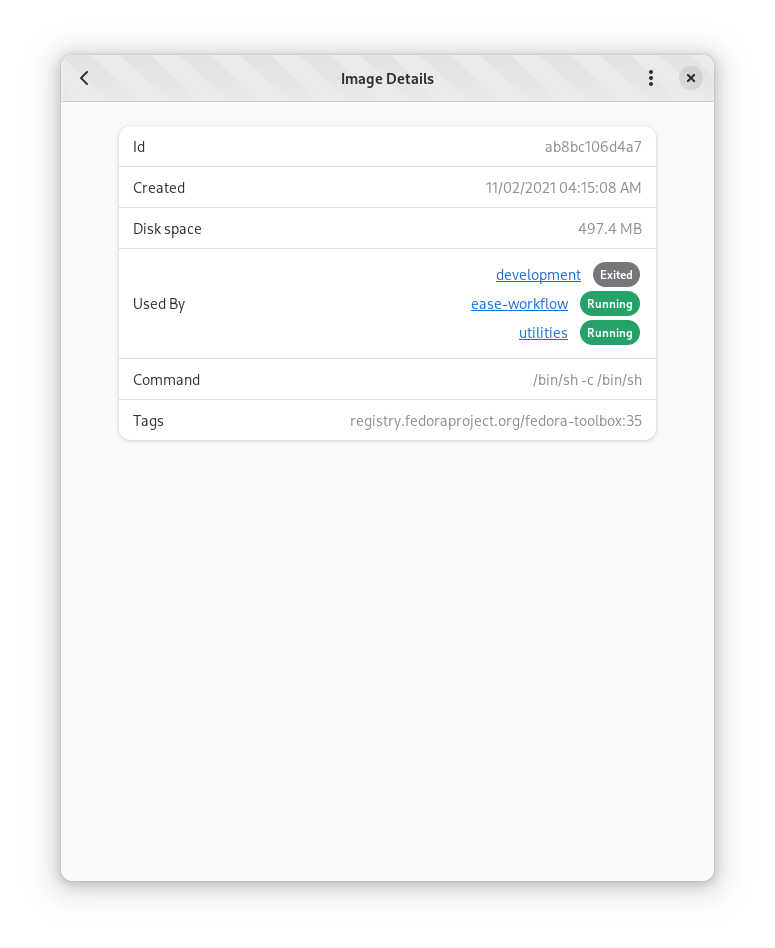 Image Details
Id ab8bc106d4a7
Created 11/02/2021 04:15:08 AM
Disk space 497.4 MB
development Exited
Used By ease-workflow Running
utilities Running
Command /bin/sh -c /bin/sh
Tags registry.fedoraproject.org/fedora-toolbox:35